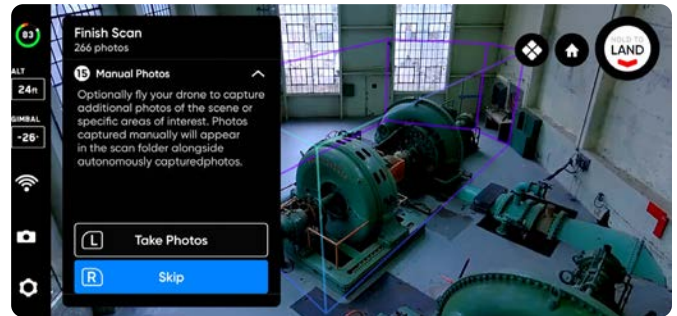 83
ALT
24ft
GIMBAL
-26°
Finish Scan
266 photos
15 Manual Photos
Optionally fly your drone to capture
additional photos of the scene or
specific areas of interest. Photos
captured manually will appear
in the scan folder alongside
autonomously capturedphotos.
L Take Photos
R Skip
HOLD TO
LAND